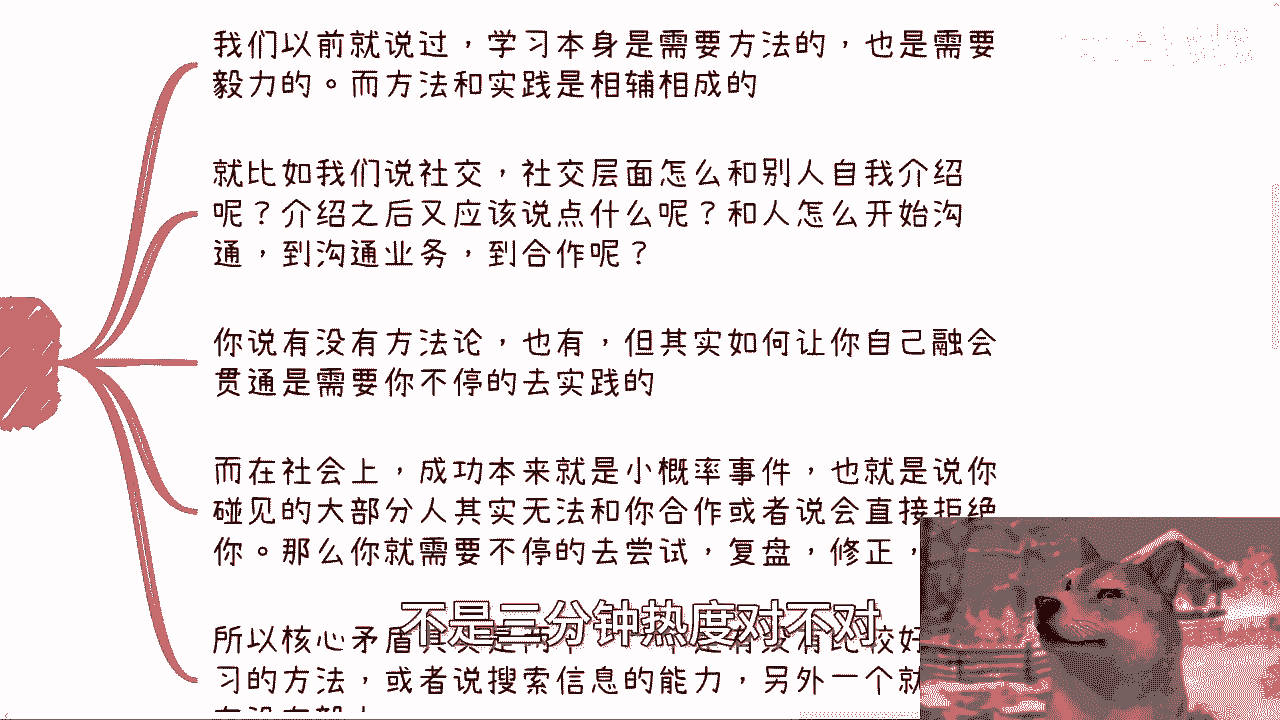 我们以前就说过，学习本身是需要方法的，也是需要
毅力的。而方法和实践是相辅相成的
就比如我们说社交，社交层面怎么和别人自我介绍
呢？介绍之后又应该说点什么呢？和人怎么开始沟
通，到沟通业务，到合作呢？
你说有没有方法论，也有，但其实如何让你自己融会
贯通是需要你不停的去实践的
而在社会上，成功本来就是小概率事件，也就是说你
碰见的大部分人其实无法和你合作或者说会直接拒绝
你。那么你就需要不停的去尝试，复盘，修正，
不是三分钟热度对不对
所以核心矛盾其实是两个
比较好
习的方法，或者说搜索信息的能力，另外一个就